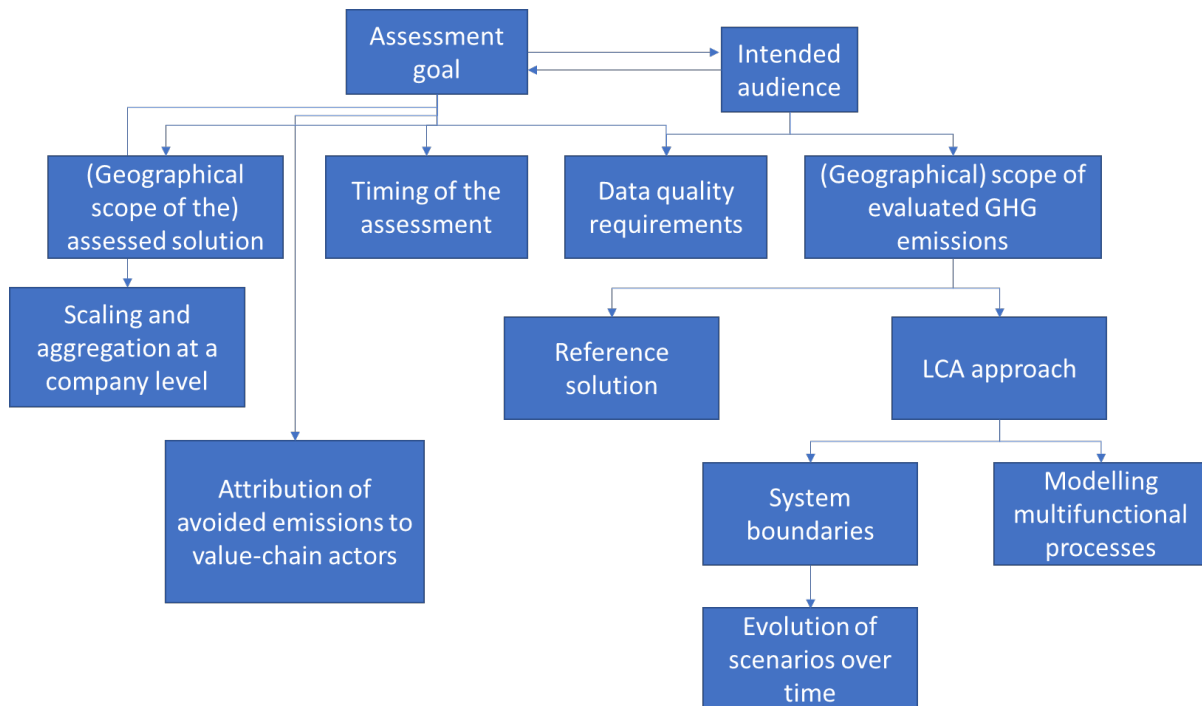 Assessment
goal
Intended
audience
(Geographical
scope of the)
assessed solution
Timing of the
assessment
Data quality
requirements
(Geographical) scope of
evaluated GHG
emissions
Scaling and
aggregation at a
company level
Reference
solution
LCA approach
Attribution of
avoided emissions to
value-chain actors
System
boundaries
Modelling
multifunctional
processes
Evolution of
scenarios over
time